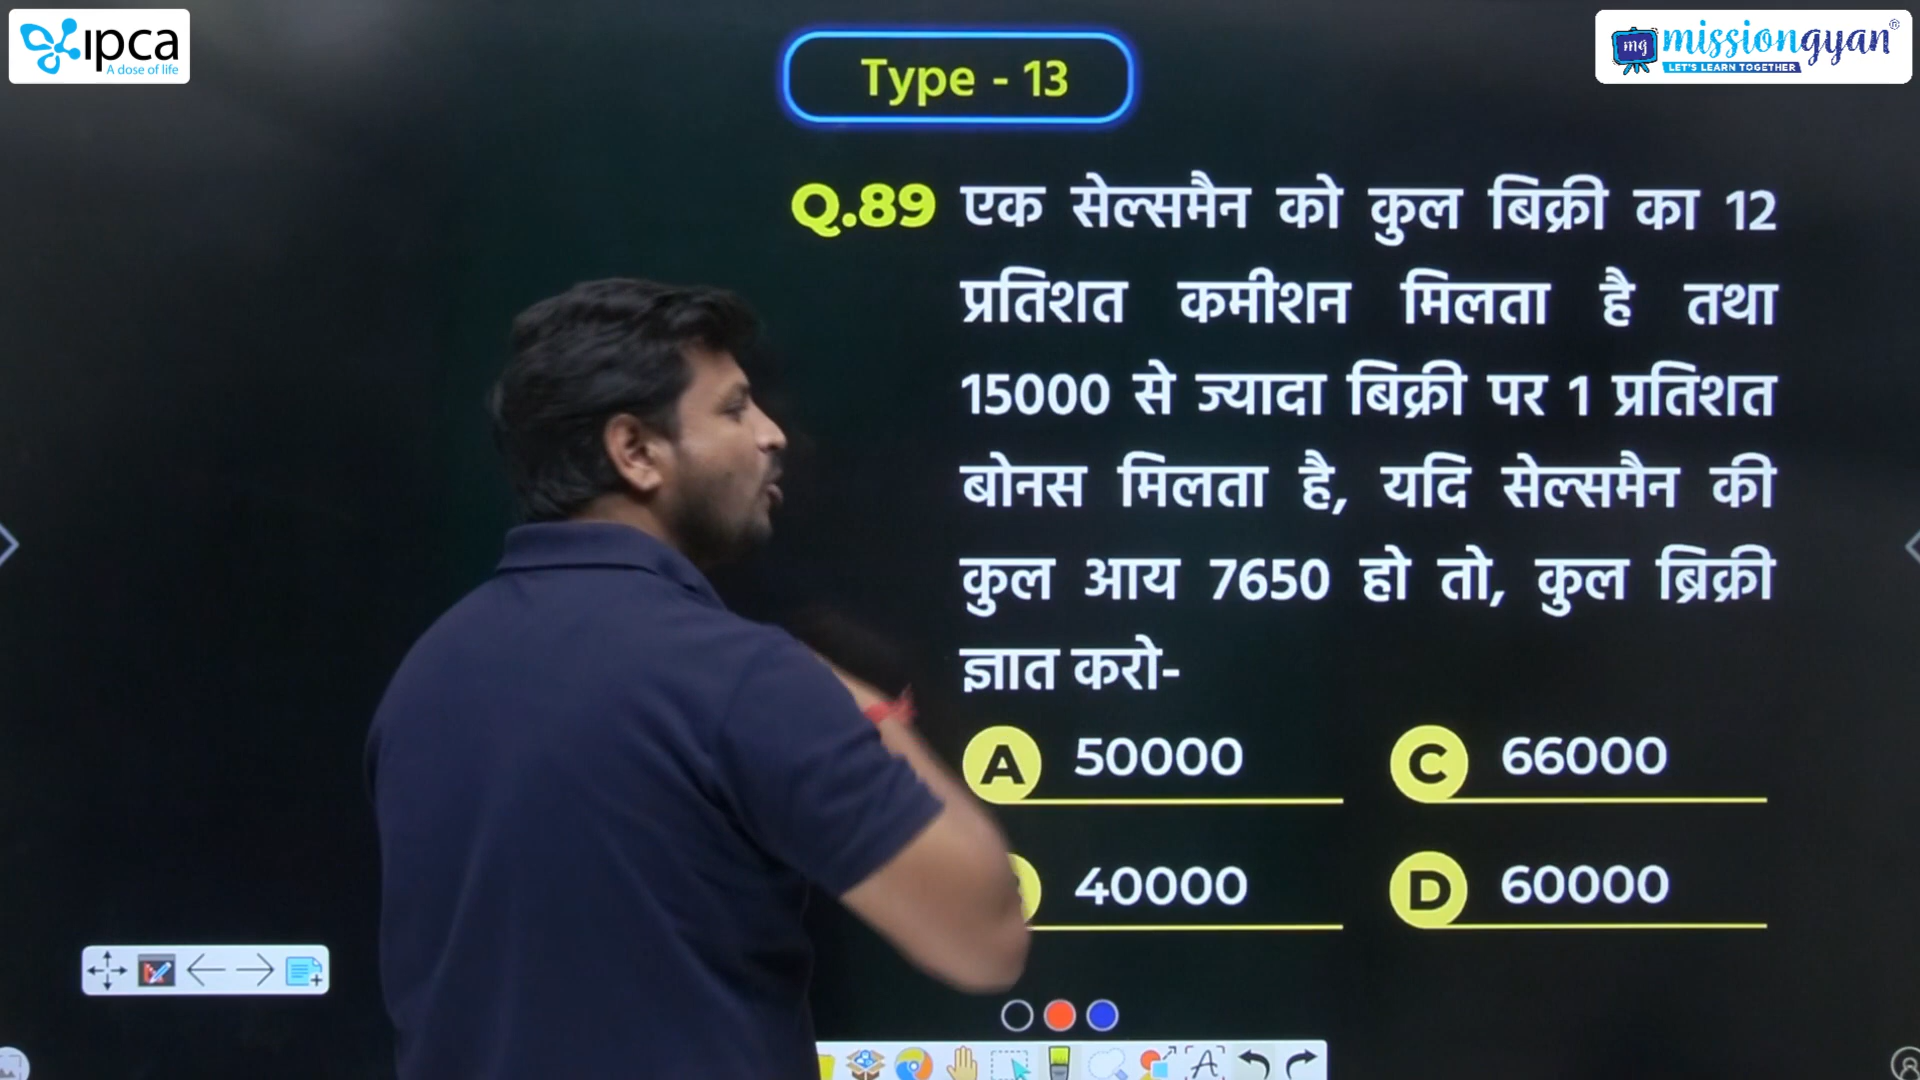 ipca
A dose of life
mg missiongyan®
LET'S LEARN TOGETHER
Type - 13
Q.89 एक सेल्समैन को कुल बिक्री का 12
प्रतिशत कमीशन मिलता है तथा
15000 से ज्यादा बिक्री पर 1 प्रतिशत
बोनस मिलता है, यदि सेल्समैन की
कुल आय 7650 हो तो, कुल ब्रिक्री
ज्ञात करो-
A 50000
C 66000
40000
D 60000